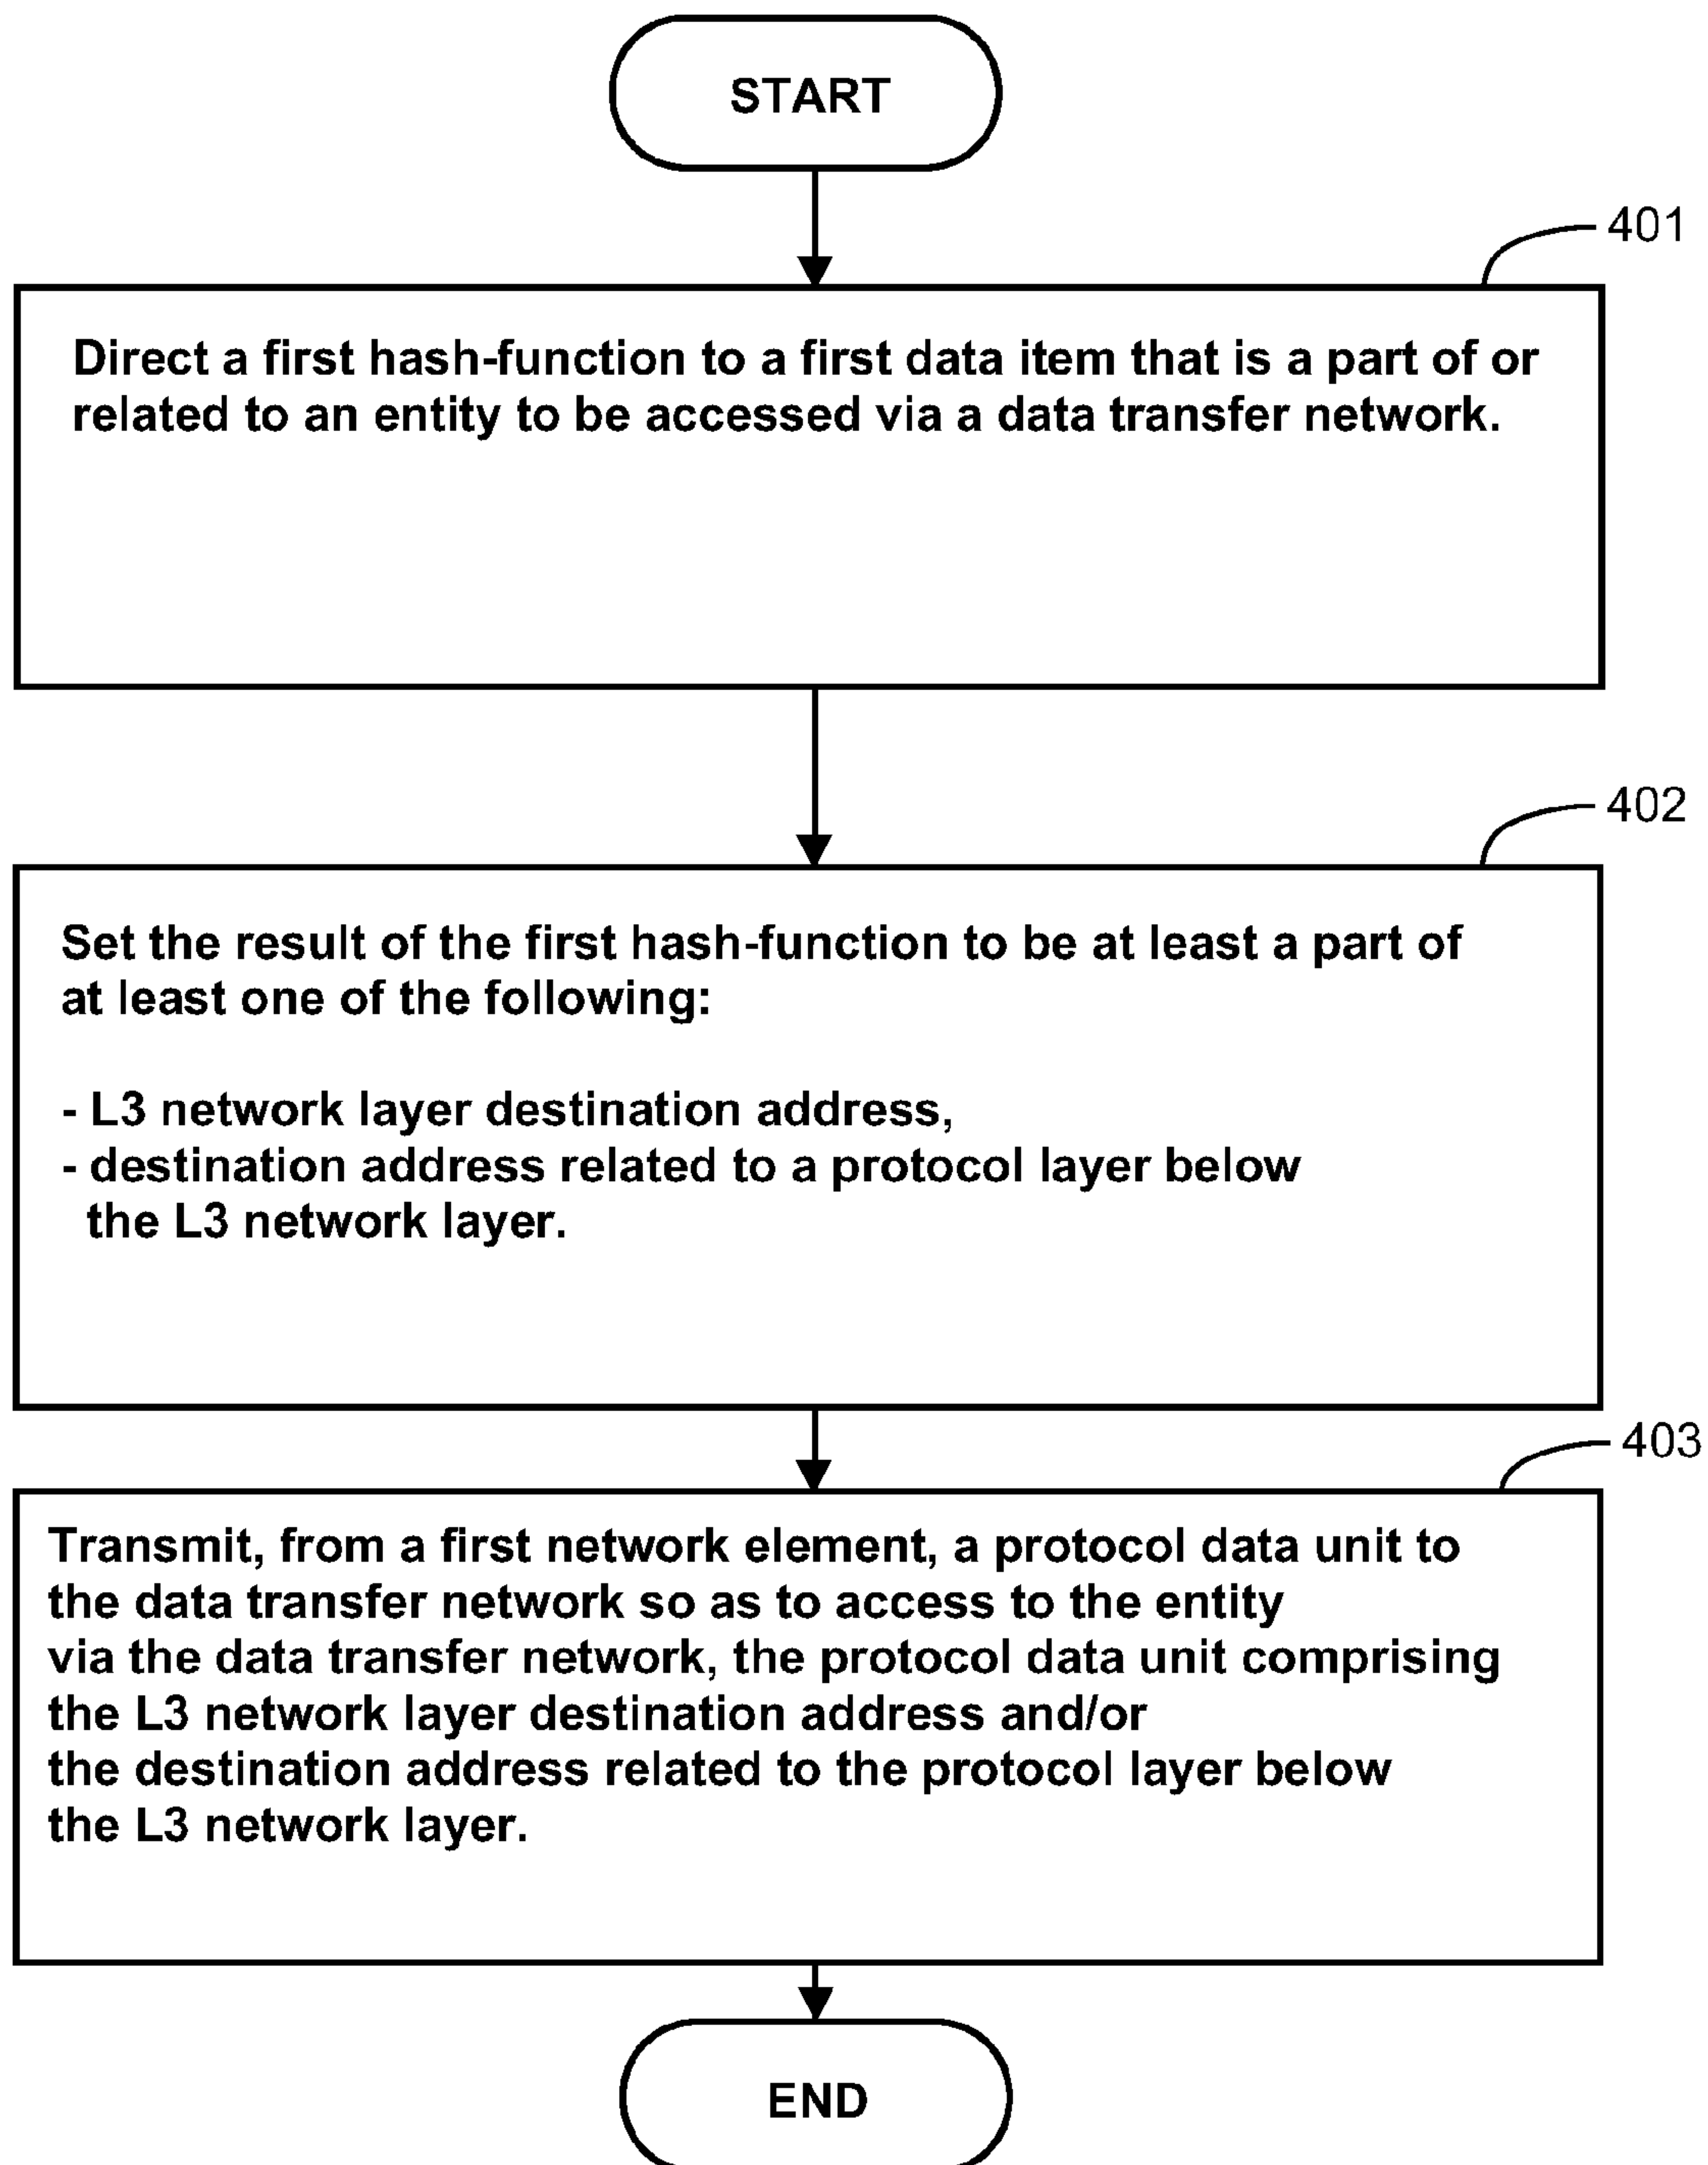 START
401
Direct a first hash-function to a first data item that is a part of or
related to an entity to be accessed via a data transfer network.
402
Set the result of the first hash-function to be at least a part of
at least one of the following:
- L3 network layer destination address,
- destination address related to a protocol layer below
the L3 network layer.
403
Transmit, from a first network element, a protocol data unit to
the data transfer network so as to access to the entity
via the data transfer network, the protocol data unit comprising
the L3 network layer destination address and/or
the destination address related to the protocol layer below
the L3 network layer.
END